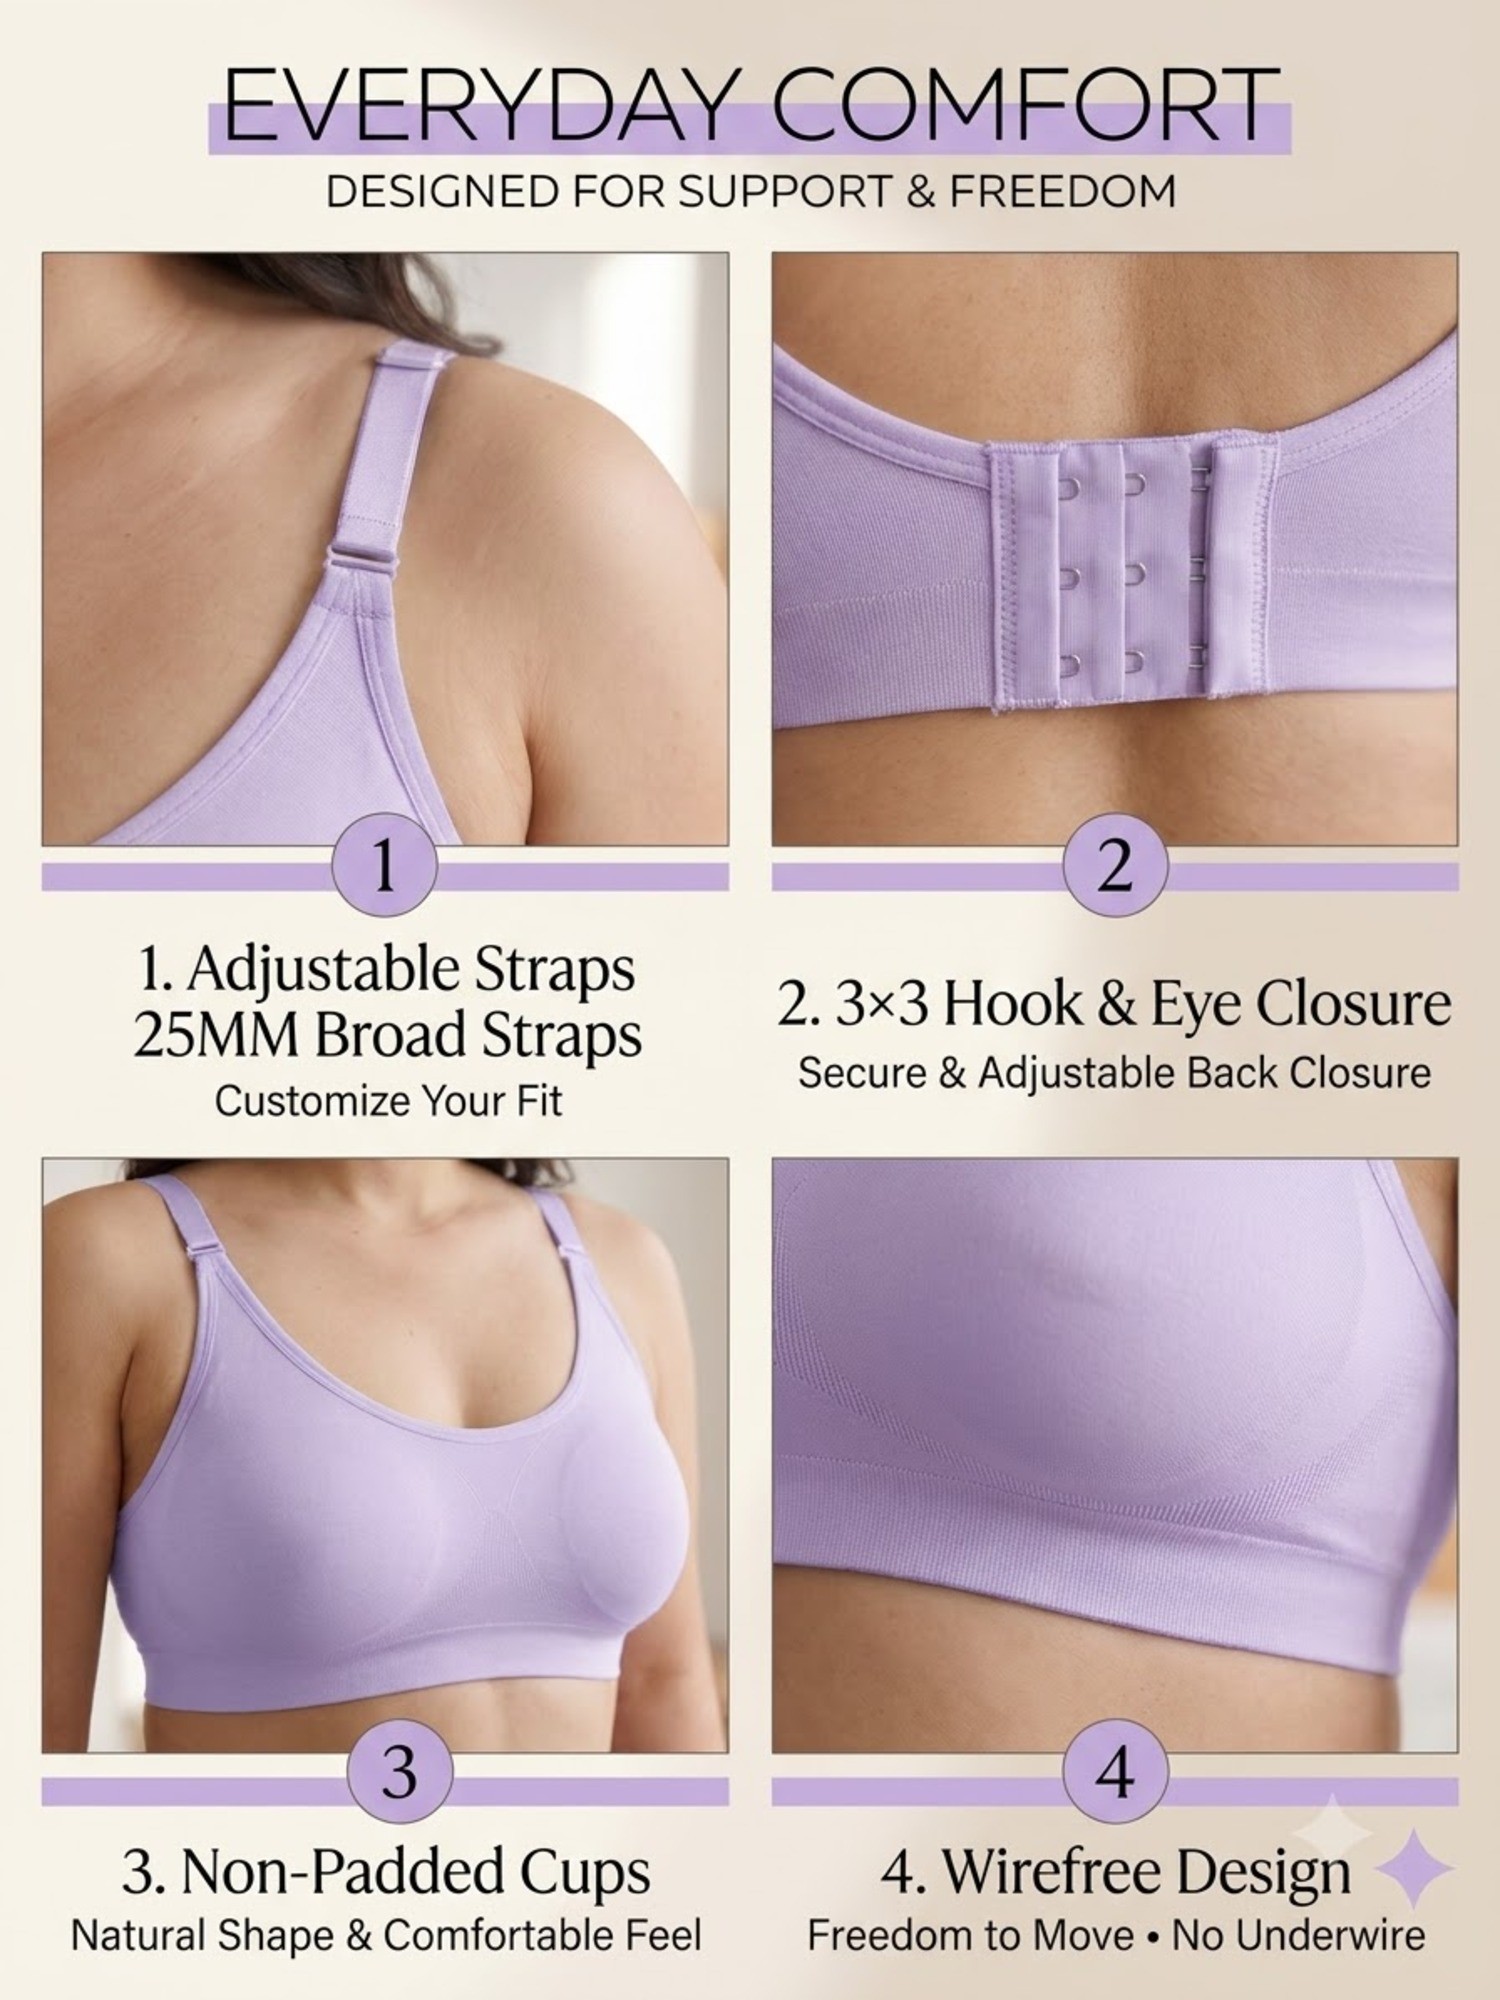 EVERYDAY COMFORT
DESIGNED FOR SUPPORT & FREEDOM
1
2
1. Adjustable Straps
25MM Broad Straps
Customize Your Fit
2. 3×3 Hook & Eye Closure
Secure & Adjustable Back Closure
3
4
3. Non-Padded Cups
Natural Shape & Comfortable Feel
4. Wirefree Design
Freedom to Move • No Underwire